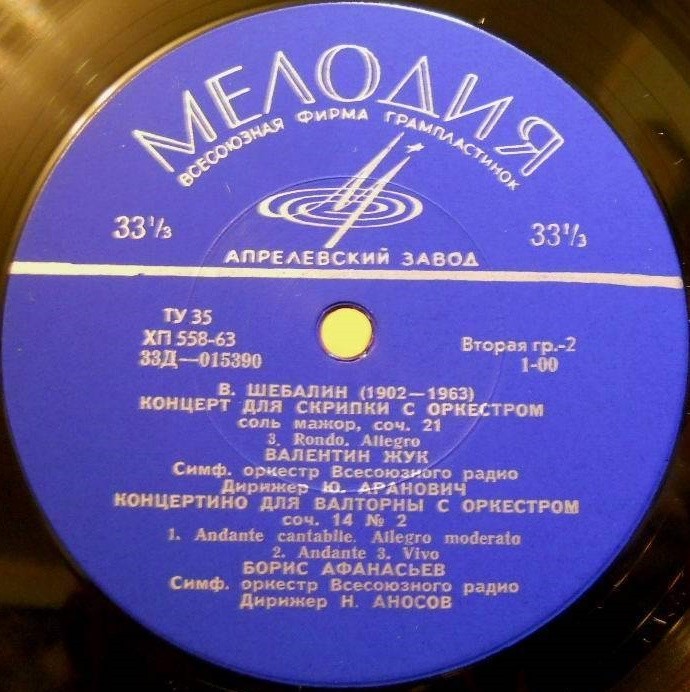 МЕЛОДИЯ
ВСЕСОЮЗНАЯ ФИРМА ГРАМПЛАСТИНОК
33⅓ 33⅓
АПРЕЛЕВСКИЙ ЗАВОД
ТУ 35
ХП 558-63
33Д—015390
Вторая гр.-2
1-00
В. ШЕБАЛИН (1902—1963)
КОНЦЕРТ ДЛЯ СКРИПКИ С ОРКЕСТРОМ
соль мажор, соч. 21
3. Rondo. Allegro
ВАЛЕНТИН ЖУК
Симф. оркестр Всесоюзного радио
Дирижер Ю. АРАНОВИЧ
КОНЦЕРТИНО ДЛЯ ВАЛТОРНЫ С ОРКЕСТРОМ
соч. 14 № 2
1. Andante cantabile. Allegro moderato
2. Andante 3. Vivo
БОРИС АФАНАСЬЕВ
Симф. оркестр Всесоюзного радио
Дирижер Н. АНОСОВ